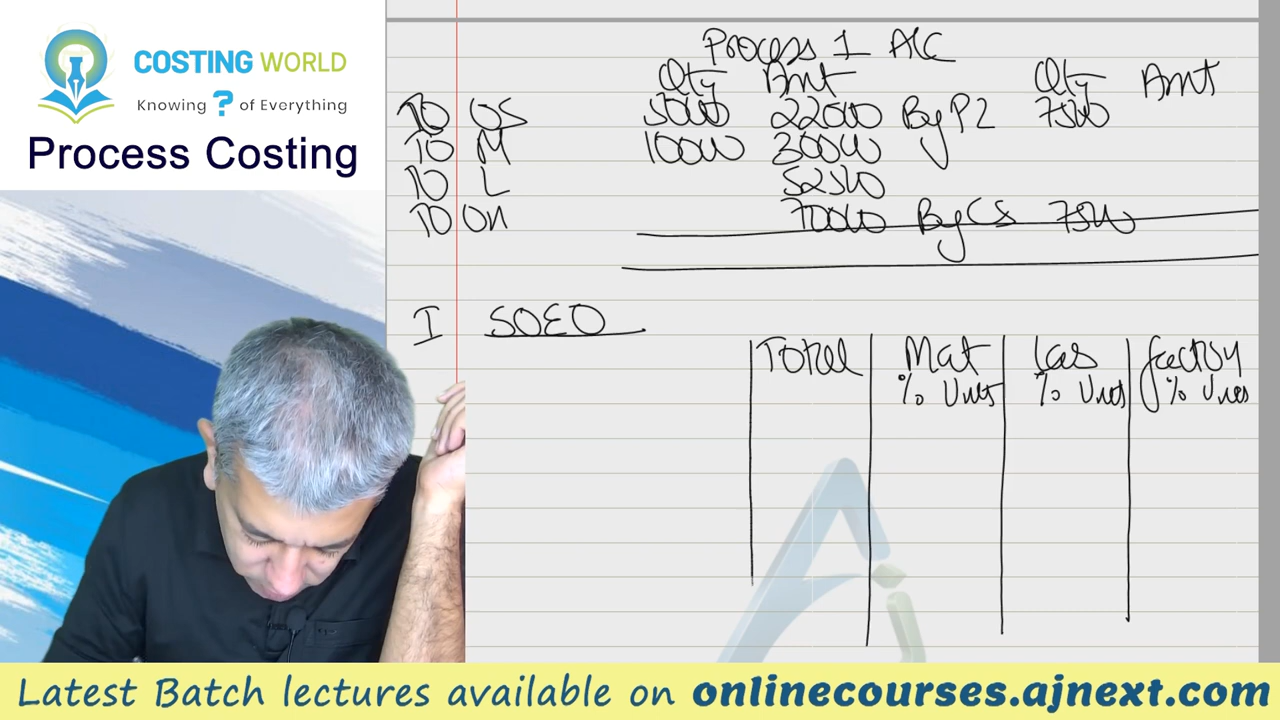 COSTING WORLD
Knowing ? of Everything
Process Costing
Process 1 A/C
Qty Amt Qty Amt
TO OS 5000 22000 By P2 7500
TO M 10000 30000
TO L 52500
TO OH 70000 By CS 7500
I SOEO
Total Mat Lab factory
% Units % Units % Units
Latest Batch lectures available on onlinecourses.ajnext.com